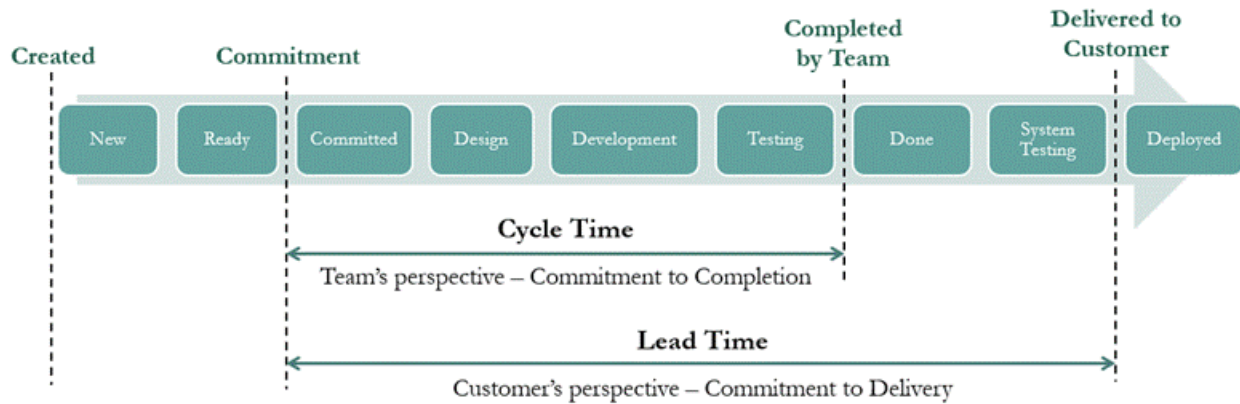 Created
Commitment
Completed
by Team
Delivered to
Customer
New
Ready
Committed
Design
Development
Testing
Done
System
Testing
Deployed
Cycle Time
Team's perspective – Commitment to Completion
Lead Time
Customer's perspective – Commitment to Delivery